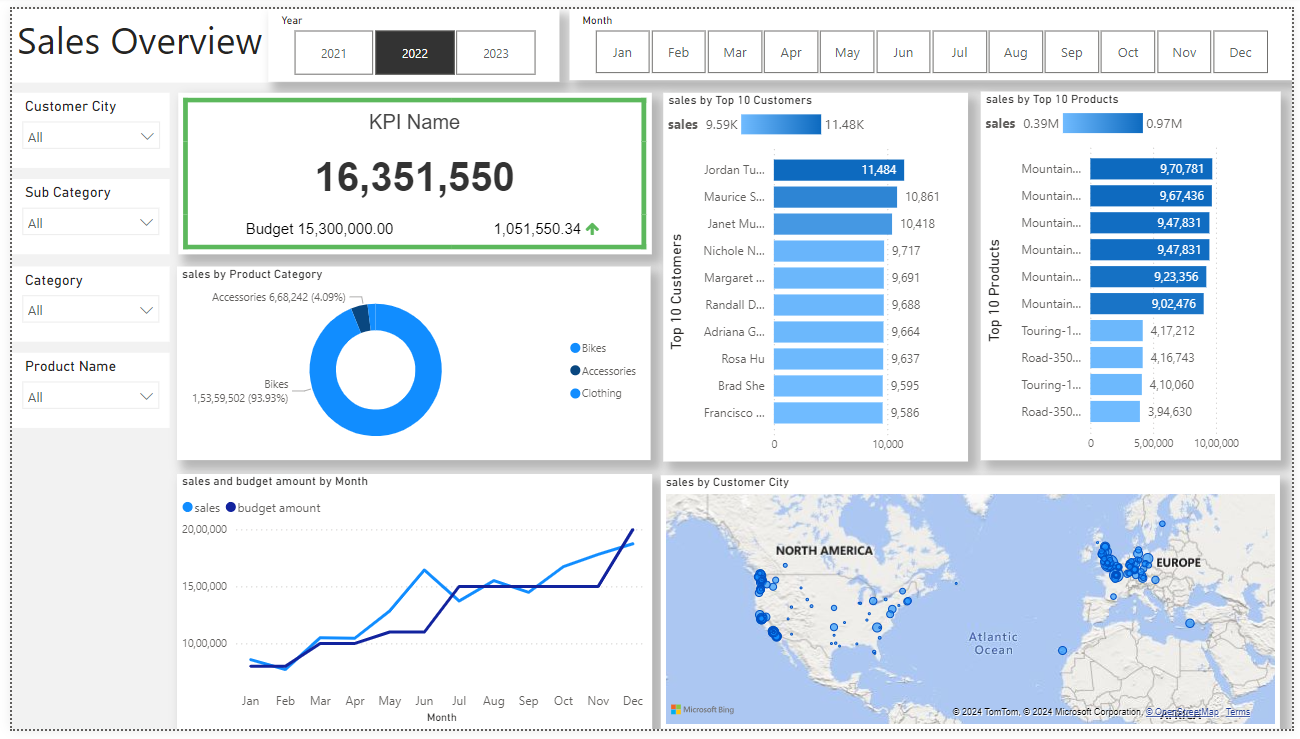 Sales Overview
Year
2021
2022
2023
Month
Jan
Feb
Mar
Apr
May
Jun
Jul
Aug
Sep
Oct
Nov
Dec
Customer City
All
Sub Category
All
Category
All
Product Name
All
KPI Name
16,351,550
Budget 15,300,000.00
1,051,550.34
sales by Top 10 Customers
sales 9.59K 11.48K
Top 10 Customers
Jordan Tu... 11,484
Maurice S... 10,861
Janet Mu... 10,418
Nichole N... 9,717
Margaret ... 9,691
Randall D... 9,688
Adriana G... 9,664
Rosa Hu 9,637
Brad She 9,595
Francisco ... 9,586
0 10,000
sales by Top 10 Products
sales 0.39M 0.97M
Top 10 Products
Mountain... 9,70,781
Mountain... 9,67,436
Mountain... 9,47,831
Mountain... 9,47,831
Mountain... 9,23,356
Mountain... 9,02,476
Touring-1... 4,17,212
Road-350... 4,16,743
Touring-1... 4,10,060
Road-350... 3,94,630
0 5,00,000 10,00,000
sales by Product Category
Accessories 6,68,242 (4.09%)
Bikes
1,53,59,502 (93.93%)
Bikes
Accessories
Clothing
sales and budget amount by Month
sales budget amount
20,00,000
15,00,000
10,00,000
Jan Feb Mar Apr May Jun Jul Aug Sep Oct Nov Dec
Month
sales by Customer City
NORTH AMERICA
EUROPE
Atlantic
Ocean
Microsoft Bing
© 2024 TomTom, © 2024 Microsoft Corporation, © OpenStreetMap Terms